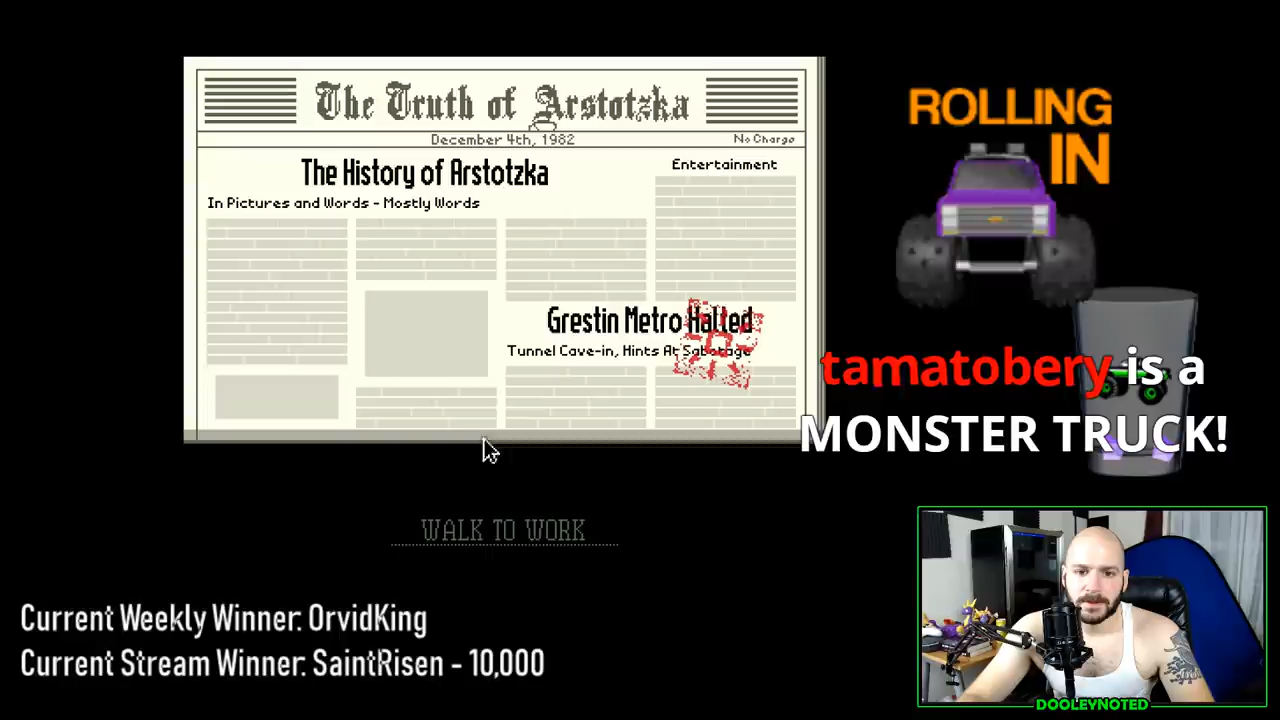 The Truth of Arstotzka
December 4th, 1982
No Charge
The History of Arstotzka
In Pictures and Words - Mostly Words
Entertainment
Grestin Metro Halted
Tunnel Cave-in, Hints At Sabotage
WALK TO WORK
ROLLING
IN
tamatobery is a
MONSTER TRUCK!
Current Weekly Winner: OrvidKing
Current Stream Winner: SaintRisen - 10,000
DOOLEYNOTED